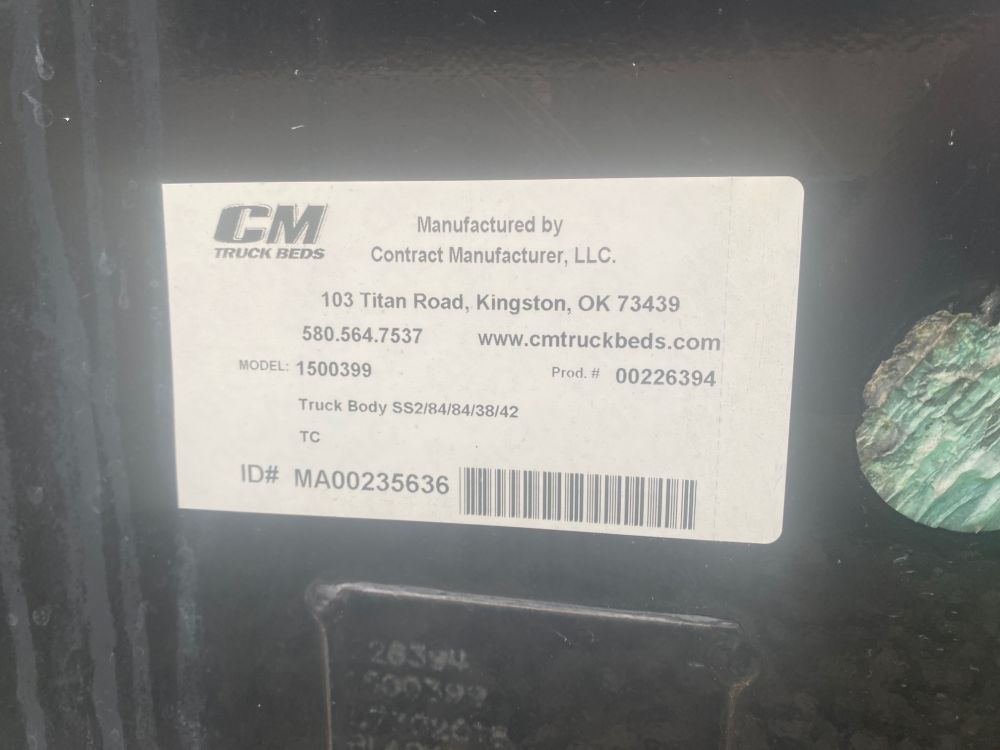 CM
TRUCK BEDS
Manufactured by
Contract Manufacturer, LLC.
103 Titan Road, Kingston, OK 73439
580.564.7537 www.cmtruckbeds.com
MODEL: 1500399 Prod. # 00226394
Truck Body SS2/84/84/38/42
TC
ID# MA00235636
26394